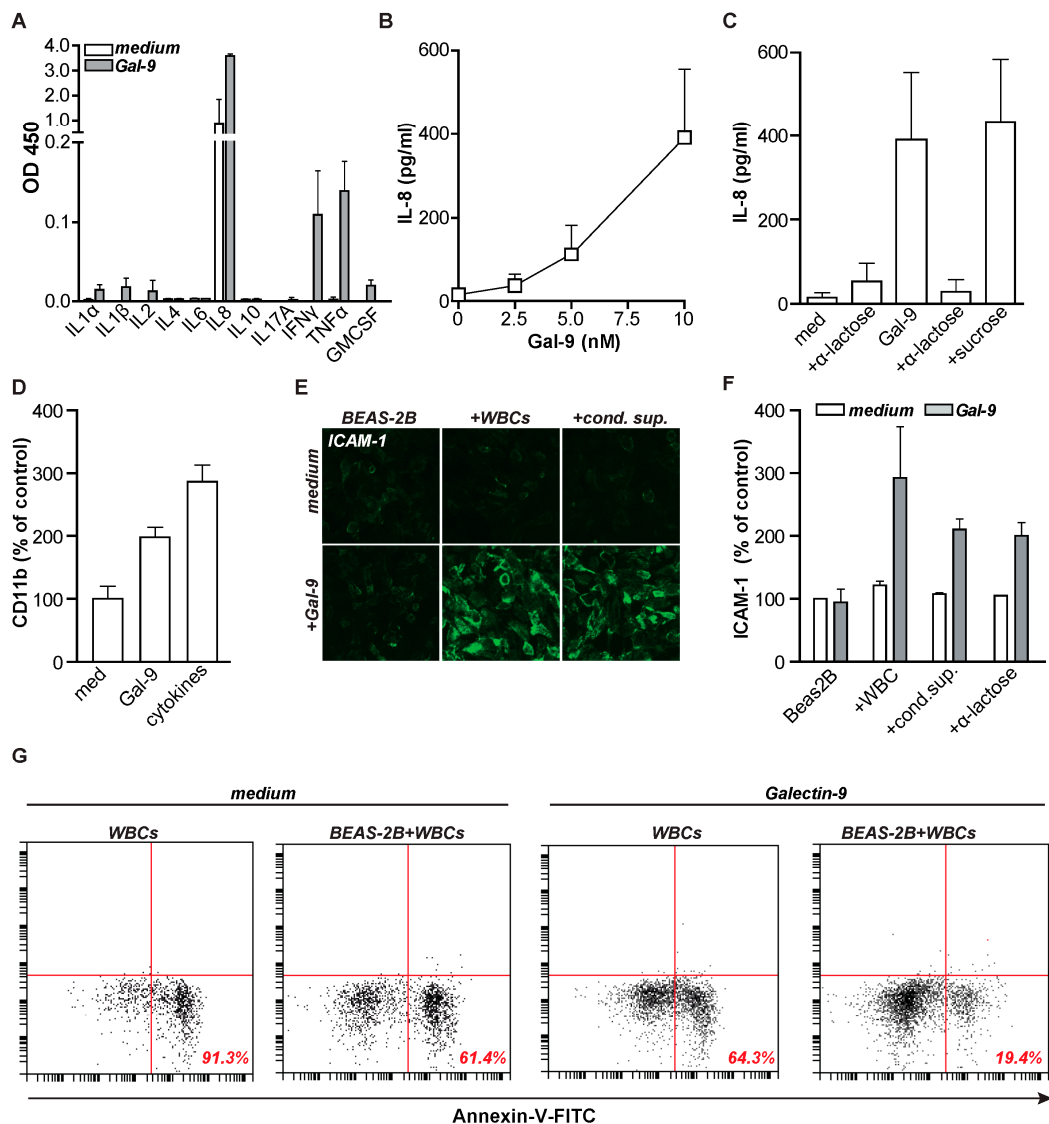 A
medium
Gal-9
OD 450
4.0
3.0
2.0
1.0
0.2
0.1
0.0
IL1α
IL1β
IL2
IL4
IL6
IL8
IL10
IL17A
IFNγ
TNFα
GMCSF
B
IL-8 (pg/ml)
600
400
200
0
0 2.5 5.0 7.5 10
Gal-9 (nM)
C
IL-8 (pg/ml)
600
400
200
0
med
+α-lactose
Gal-9
+α-lactose
+sucrose
D
CD11b (% of control)
400
300
200
100
0
med
Gal-9
cytokines
E
BEAS-2B +WBCs +cond. sup.
ICAM-1
medium
+Gal-9
F
medium Gal-9
ICAM-1 (% of control)
400
300
200
100
0
Beas2B
+WBC
+cond.sup.
+α-lactose
G
medium Galectin-9
WBCs BEAS-2B+WBCs WBCs BEAS-2B+WBCs
91.3% 61.4% 64.3% 19.4%
Annexin-V-FITC